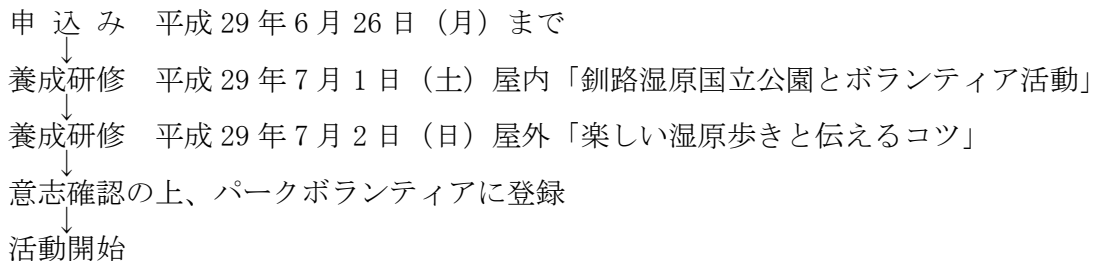 申 込 み　平成 29 年 6 月 26 日（月）まで
↓
養成研修　平成 29 年 7 月 1 日（土）屋内「釧路湿原国立公園とボランティア活動」
↓
養成研修　平成 29 年 7 月 2 日（日）屋外「楽しい湿原歩きと伝えるコツ」
↓
意志確認の上、パークボランティアに登録
↓
活動開始